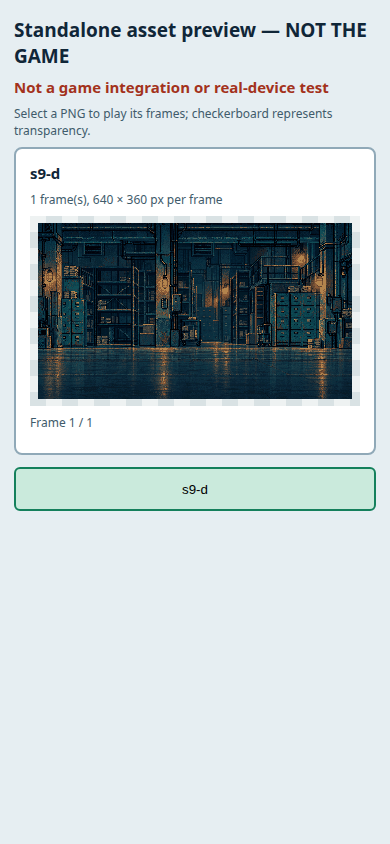 Standalone asset preview — NOT THE
GAME
Not a game integration or real-device test
Select a PNG to play its frames; checkerboard represents
transparency.
s9-d
1 frame(s), 640 × 360 px per frame
Frame 1 / 1
s9-d